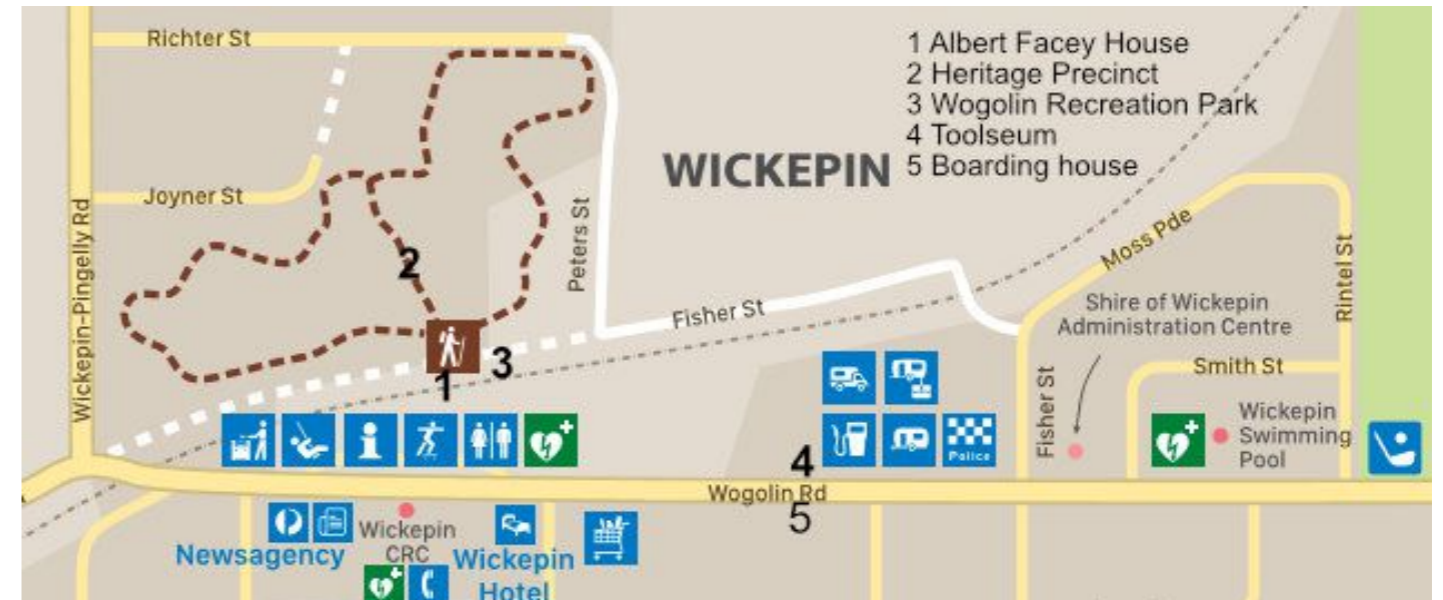 Richter St
1 Albert Facey House
2 Heritage Precinct
3 Wogolin Recreation Park
4 Toolseum
5 Boarding house
WICKEPIN
Joyner St
Wickepin-Pingelly Rd
Peters St
2
Moss Pde
Rintel St
Fisher St
Shire of Wickepin
Administration Centre
3
1
Smith St
Fisher St
Wickepin
Swimming
Pool
Police
4
Wogolin Rd
5
Newsagency
Wickepin
CRC
Wickepin
Hotel